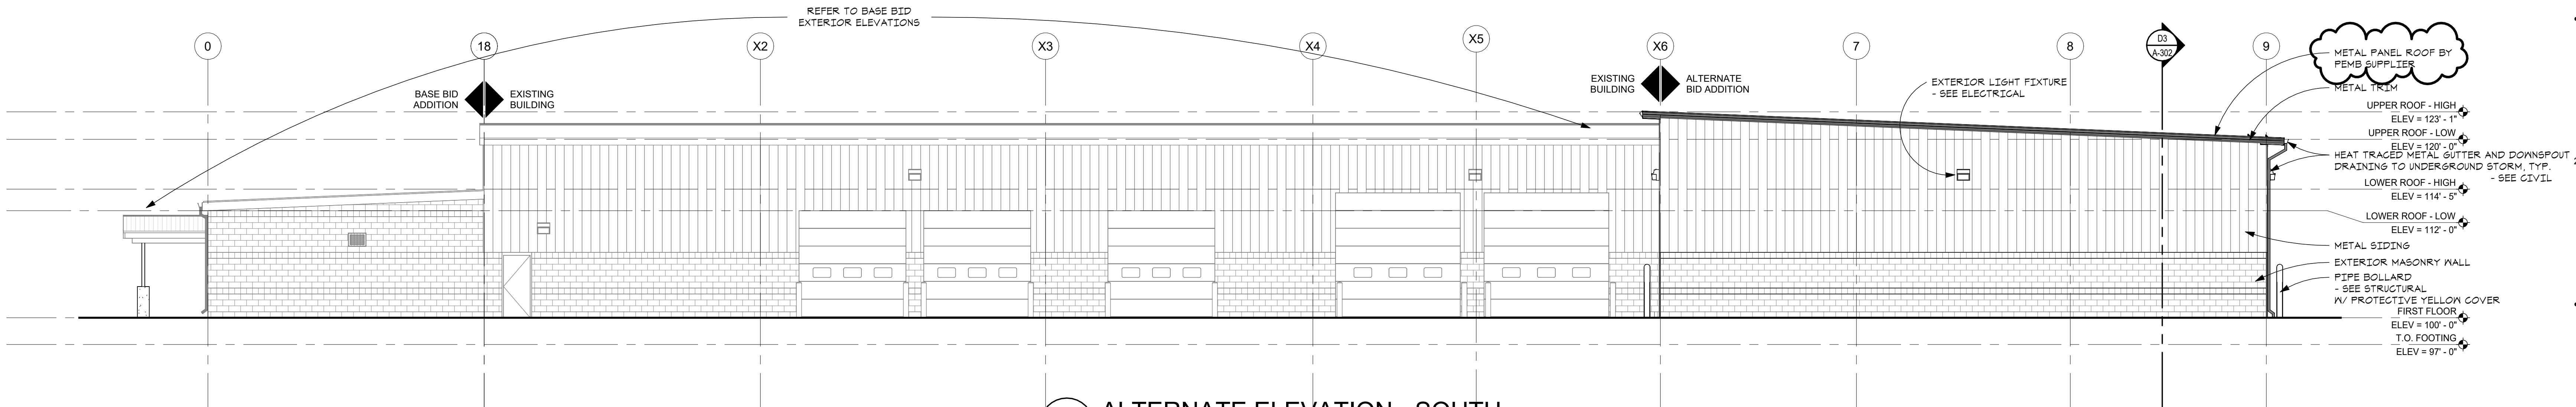 REFER TO BASE BID
EXTERIOR ELEVATIONS
0
18
X2
X3
X4
X5
X6
7
8
D3
A-302
9
BASE BID
ADDITION
EXISTING
BUILDING
EXISTING
BUILDING
ALTERNATE
BID ADDITION
EXTERIOR LIGHT FIXTURE
- SEE ELECTRICAL
METAL PANEL ROOF BY
PEMB SUPPLIER
METAL TRIM
UPPER ROOF - HIGH
ELEV = 123' - 1"
UPPER ROOF - LOW
ELEV = 120' - 0"
HEAT TRACED METAL GUTTER AND DOWNSPOUT
DRAINING TO UNDERGROUND STORM, TYP.
- SEE CIVIL
LOWER ROOF - HIGH
ELEV = 114' - 5"
LOWER ROOF - LOW
ELEV = 112' - 0"
METAL SIDING
EXTERIOR MASONRY WALL
PIPE BOLLARD
- SEE STRUCTURAL
W/ PROTECTIVE YELLOW COVER
FIRST FLOOR
ELEV = 100' - 0"
T.O. FOOTING
ELEV = 97' - 0"
ALTERNATE ELEVATION - SOUTH